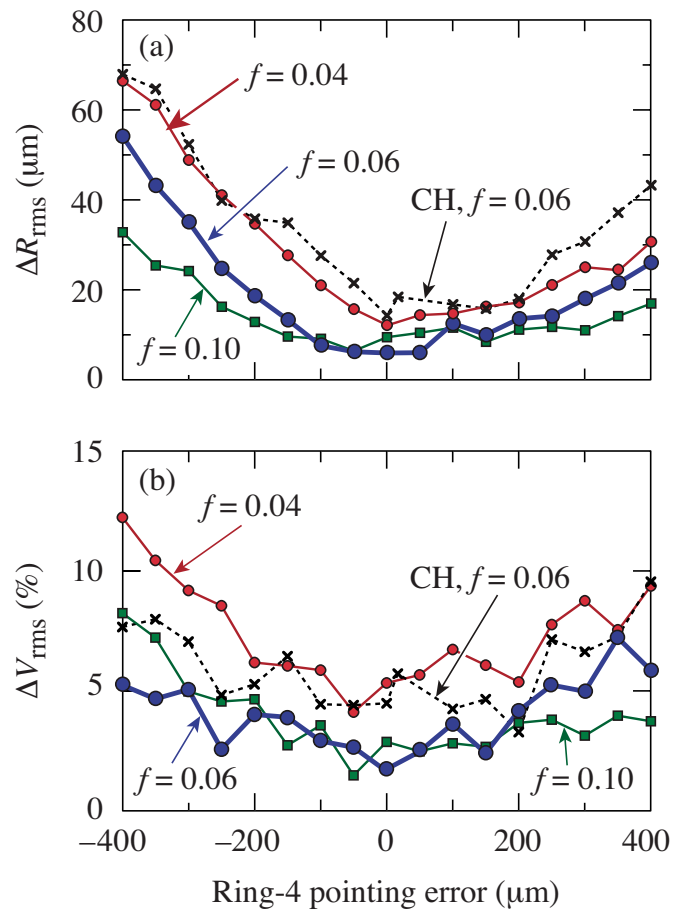 80
(a)
f = 0.04
60
f = 0.06
ΔRrms (μm)
40
CH, f = 0.06
20
f = 0.10
0
15
(b)
f = 0.04
10
CH, f = 0.06
ΔVrms (%)
5
f = 0.06
f = 0.10
0
−400 −200 0 200 400
Ring-4 pointing error (μm)